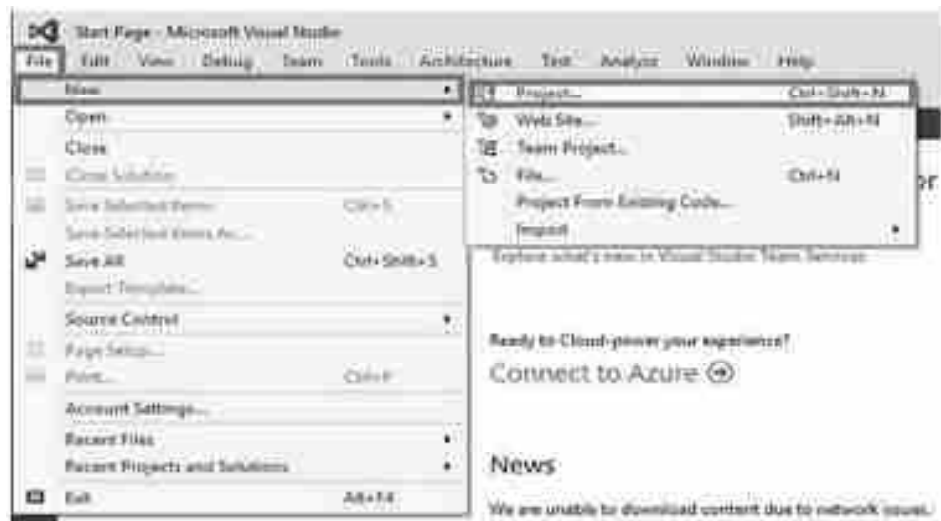 Start Page - Microsoft Visual Studio
File Edit View Debug Team Tools Architecture Test Analyze Window Help
New
Open
Close
Close Solution
Save Selected Items Ctrl+S
Save Selected Items As...
Save All Ctrl+Shift+S
Export Template...
Source Control
Page Setup...
Print... Ctrl+P
Account Settings...
Recent Files
Recent Projects and Solutions
Exit Alt+F4
Project... Ctrl+Shift+N
Web Site... Shift+Alt+N
Team Project...
File... Ctrl+N
Project From Existing Code...
Import
or
Explore what's new in Visual Studio Team Services
Ready to Cloud-power your experience?
Connect to Azure
News
We are unable to download content due to network issues.